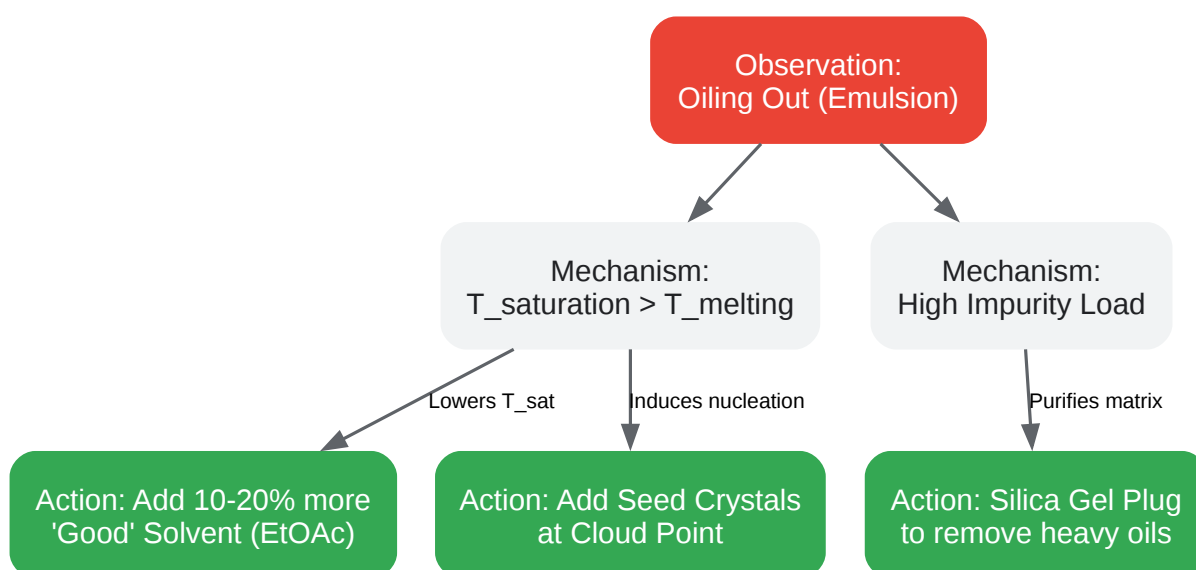 Observation:
Oiling Out (Emulsion)
Mechanism:
T_saturation > T_melting
Mechanism:
High Impurity Load
Lowers T_sat
Induces nucleation
Purifies matrix
Action: Add 10-20% more
'Good' Solvent (EtOAc)
Action: Add Seed Crystals
at Cloud Point
Action: Silica Gel Plug
to remove heavy oils